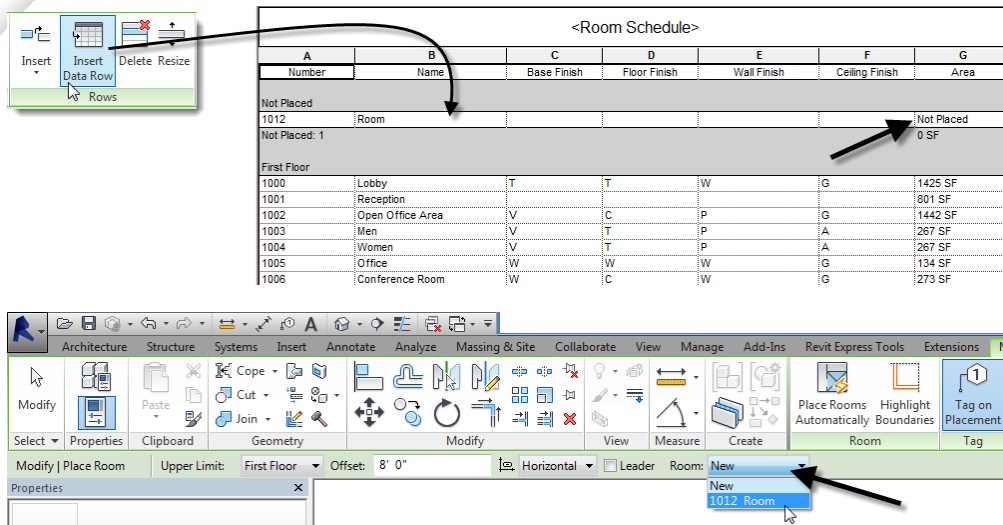 <Room Schedule>
Insert Insert Data Row Delete Resize
Rows
A B C D E F G
Number Name Base Finish Floor Finish Wall Finish Ceiling Finish Area
Not Placed
1012 Room Not Placed
Not Placed: 1 0 SF
First Floor
1000 Lobby T T W G 1425 SF
1001 Reception 801 SF
1002 Open Office Area V C P G 1442 SF
1003 Men V T P A 267 SF
1004 Women V T P A 267 SF
1005 Office W W W G 134 SF
1006 Conference Room W C W G 273 SF
Architecture Structure Systems Insert Annotate Analyze Massing & Site Collaborate View Manage Add-Ins Revit Express Tools Extensions M
Modify Paste Cope Cut Join Place Rooms Automatically Highlight Boundaries 1 Tag on Placement
Select Properties Clipboard Geometry Modify View Measure Create Room Tag
Modify | Place Room Upper Limit: First Floor Offset: 8' 0" Horizontal Leader Room: New
Properties New
1012 Room